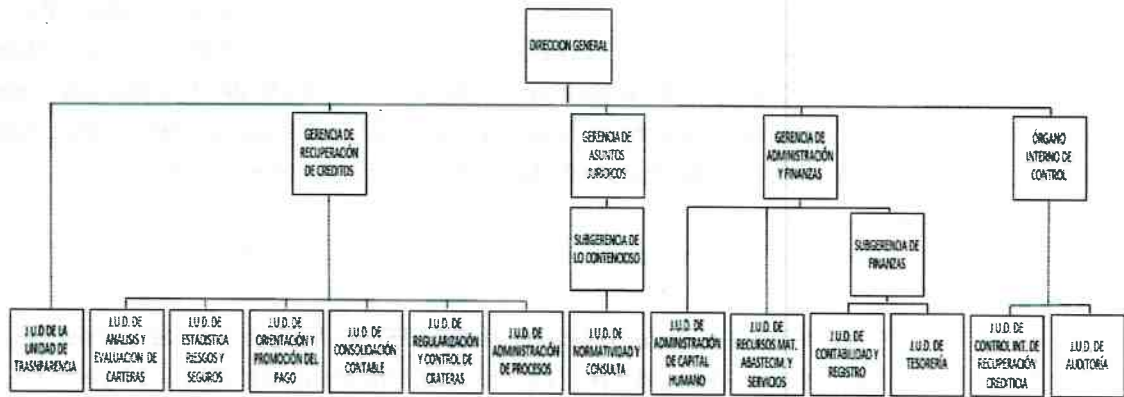 DIRECCION GENERAL
GERENCIA DE
RECUPERACIÓN
DE CREDITOS
GERENCIA DE
ASUNTOS
JURIDICOS
GERENCIA DE
ADMINISTRACIÓN
Y FINANZAS
ÓRGANO
INTERNO DE
CONTROL
SUBGERENCIA DE
LO CONTENCIOSO
SUBGERENCIA DE
FINANZAS
J.U.D DE LA
UNIDAD DE
TRASNPARENCIA
J.U.D. DE
ANALISIS Y
EVALUACION DE
CARTERAS
J.U.D. DE
ESTADISTICA
RIESGOS Y
SEGUROS
J.U.D. DE
ORIENTACIÓN Y
PROMOCIÓN DEL
PAGO
J.U.D. DE
CONSOLIDACIÓN
CONTABLE
J.U.D. DE
REGULARIZACIÓN
Y CONTROL DE
CRATERAS
J.U.D. DE
ADMINISTRACIÓN
DE PROCESOS
J.U.D. DE
NORMATIVIDAD Y
CONSULTA
J.U.D. DE
ADMINISTRACIÓN
DE CAPITAL
HUMANO
J.U.D. DE
RECURSOS MAT.
ABASTECIM. Y
SERVICIOS
J.U.D. DE
CONTABILIDAD Y
REGISTRO
J.U.D. DE
TESORERÍA
J.U.D. DE
CONTROL INT. DE
RECUPERACIÓN
CREDITICIA
J.U.D. DE
AUDITORÍA